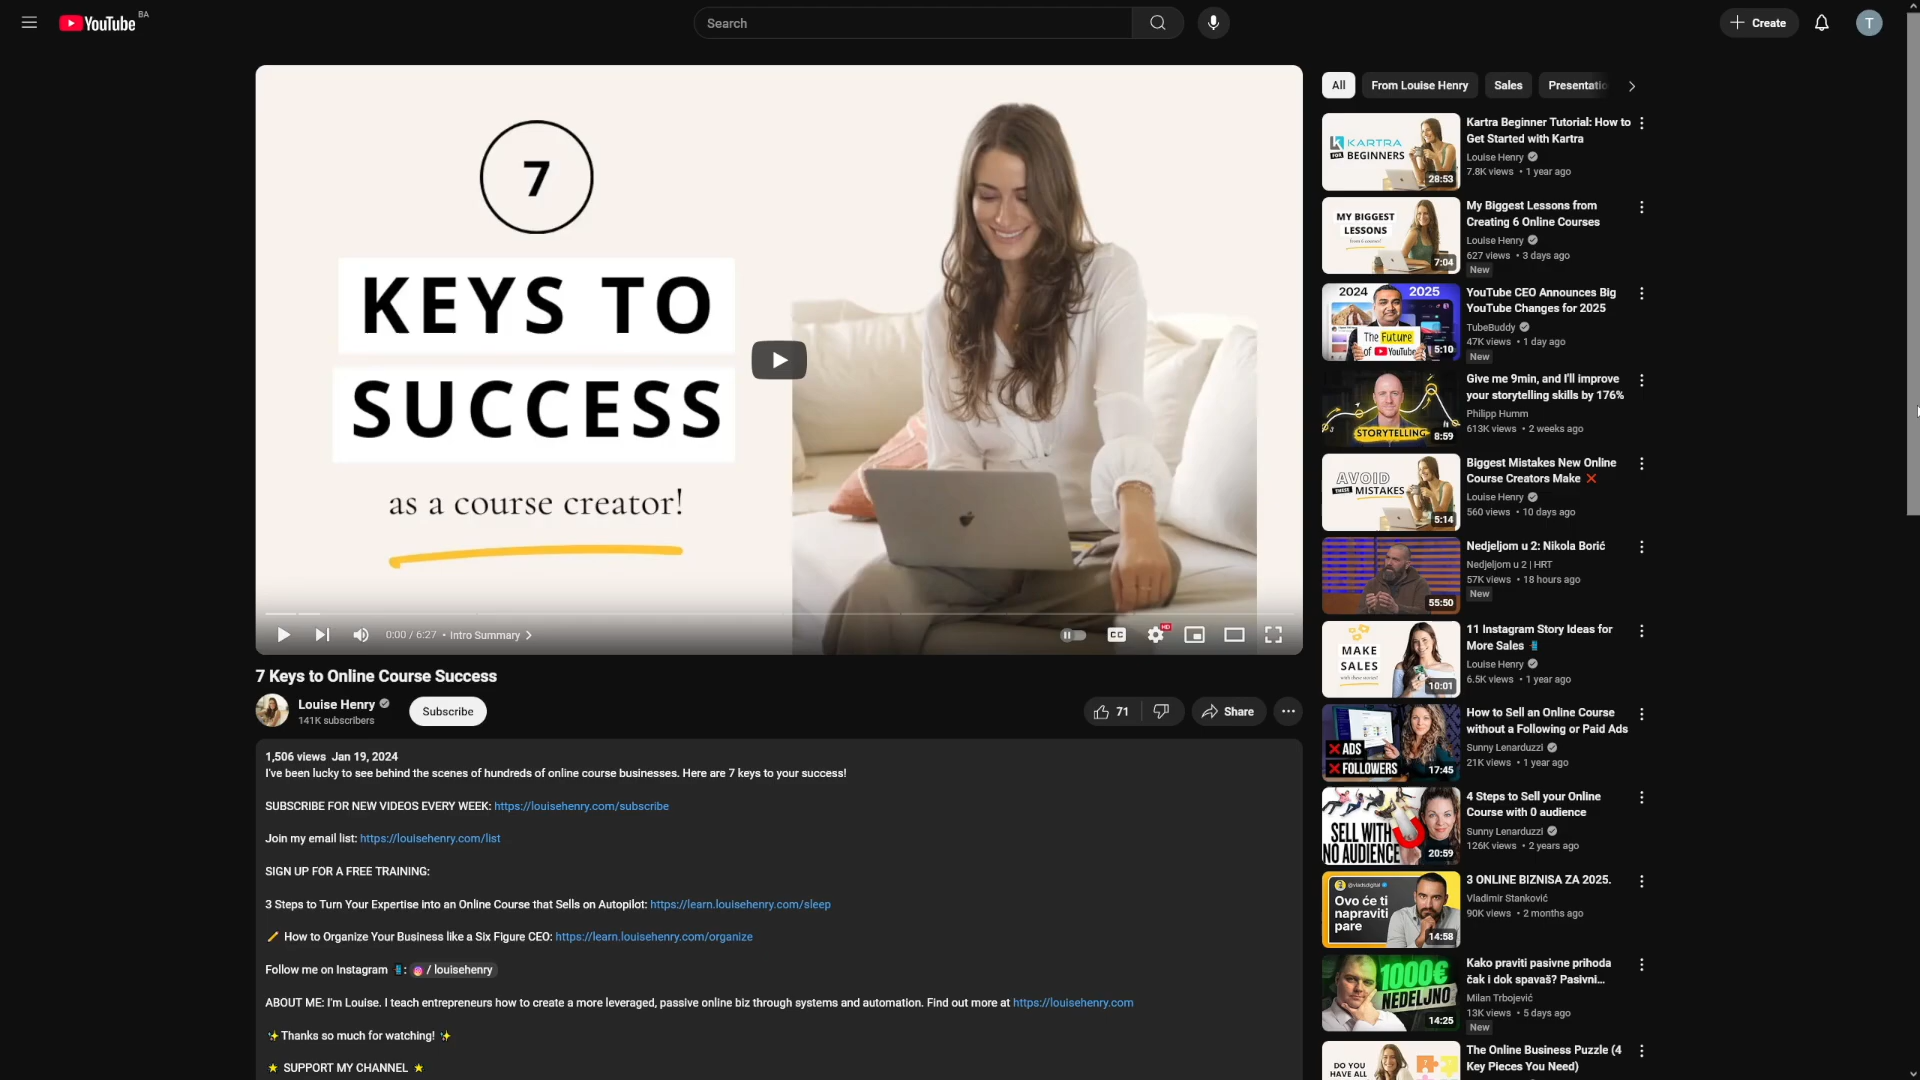 YouTube BA
Search
Create
T
7
KEYS TO
SUCCESS
as a course creator!
0:00 / 6:27 • Intro Summary
CC
HD
7 Keys to Online Course Success
Louise Henry
141K subscribers
Subscribe
71
Share
1,506 views Jan 19, 2024
I've been lucky to see behind the scenes of hundreds of online course businesses. Here are 7 keys to your success!
SUBSCRIBE FOR NEW VIDEOS EVERY WEEK: https://louisehenry.com/subscribe
Join my email list: https://louisehenry.com/list
SIGN UP FOR A FREE TRAINING:
3 Steps to Turn Your Expertise into an Online Course that Sells on Autopilot: https://learn.louisehenry.com/sleep
How to Organize Your Business like a Six Figure CEO: https://learn.louisehenry.com/organize
Follow me on Instagram : / louisehenry
ABOUT ME: I'm Louise. I teach entrepreneurs how to create a more leveraged, passive online biz through systems and automation. Find out more at https://louisehenry.com
✨Thanks so much for watching! ✨
★ SUPPORT MY CHANNEL ★
All
From Louise Henry
Sales
Presentatio
KARTRA
FOR BEGINNERS
28:53
Kartra Beginner Tutorial: How to
Get Started with Kartra
Louise Henry
7.8K views • 1 year ago
MY BIGGEST
LESSONS
from 6 courses!
7:04
My Biggest Lessons from
Creating 6 Online Courses
Louise Henry
627 views • 3 days ago
New
2024 2025
The Future
of YouTube
5:10
YouTube CEO Announces Big
YouTube Changes for 2025
TubeBuddy
47K views • 1 day ago
New
STORYTELLING
8:59
Give me 9min, and I'll improve
your storytelling skills by 176%
Philipp Humm
613K views • 2 weeks ago
AVOID
THESE MISTAKES
5:14
Biggest Mistakes New Online
Course Creators Make ❌
Louise Henry
560 views • 10 days ago
55:50
Nedjeljom u 2: Nikola Borić
Nedjeljom u 2 | HRT
57K views • 18 hours ago
New
MAKE
SALES
with these stories!
10:01
11 Instagram Story Ideas for
More Sales
Louise Henry
6.5K views • 1 year ago
ADS
FOLLOWERS
17:45
How to Sell an Online Course
without a Following or Paid Ads
Sunny Lenarduzzi
21K views • 1 year ago
SELL WITH
NO AUDIENCE
20:59
4 Steps to Sell your Online
Course with 0 audience
Sunny Lenarduzzi
126K views • 2 years ago
@vladsdigital
Ovo će ti
napraviti
pare
14:58
3 ONLINE BIZNISA ZA 2025.
Vladimir Stanković
90K views • 2 months ago
1000€
NEDELJNO
14:25
Kako praviti pasivne prihoda
čak i dok spavaš? Pasivni...
Milan Trbojević
13K views • 5 days ago
New
DO YOU
HAVE ALL
The Online Business Puzzle (4
Key Pieces You Need)